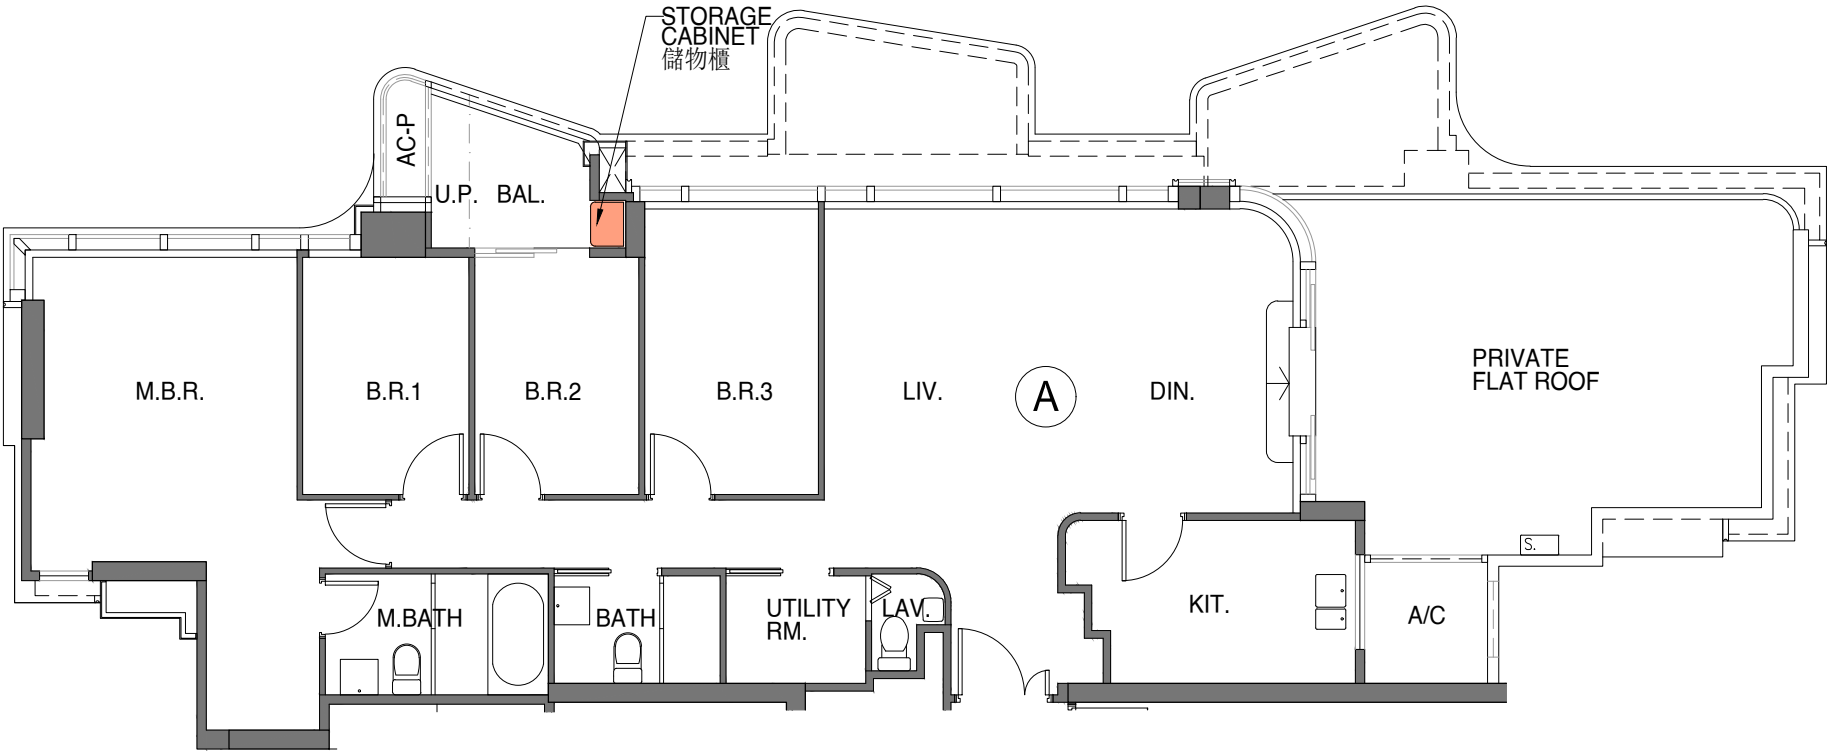 STORAGE
CABINET
儲物櫃
AC-P
U.P. BAL.
M.B.R.
B.R.1
B.R.2
B.R.3
LIV.
A
DIN.
PRIVATE
FLAT ROOF
S.
M.BATH
BATH
UTILITY
RM.
LAV.
KIT.
A/C